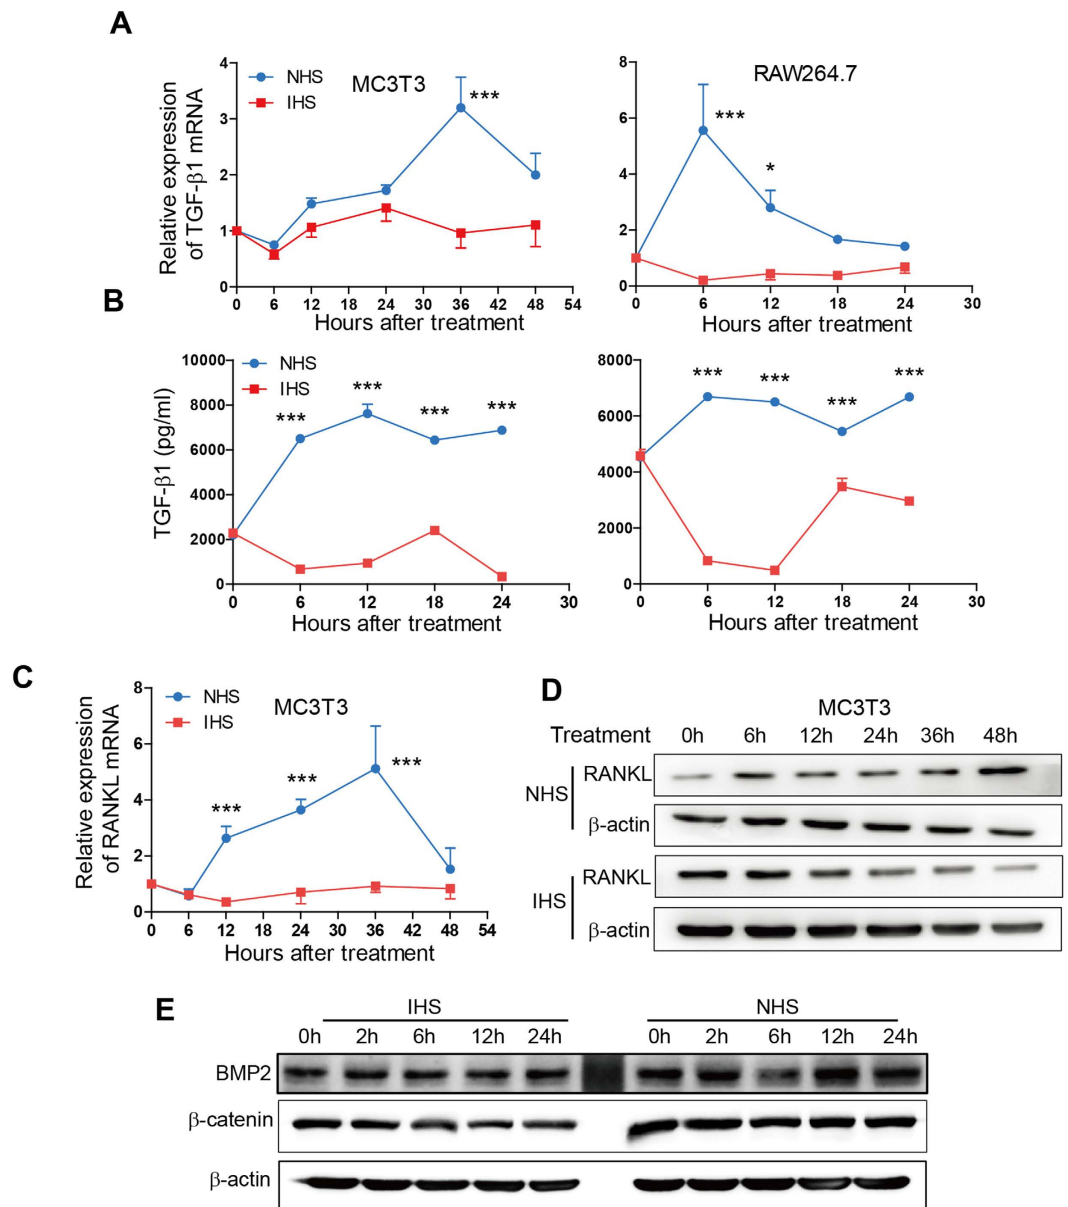 A
NHS
IHS
MC3T3
Relative expression
of TGF-β1 mRNA
4
3
2
1
0
***
0 6 12 18 24 30 36 42 48 54
Hours after treatment
RAW264.7
8
6
4
2
0
***
*
0 6 12 18 24 30
Hours after treatment
B
NHS
IHS
TGF-β1 (pg/ml)
10000
8000
6000
4000
2000
0
*** *** *** ***
0 6 12 18 24 30
Hours after treatment
8000
6000
4000
2000
0
*** *** *** ***
0 6 12 18 24 30
Hours after treatment
C
NHS
IHS
MC3T3
Relative expression
of RANKL mRNA
8
6
4
2
0
*** *** ***
0 6 12 18 24 30 36 42 48 54
Hours after treatment
D
MC3T3
Treatment 0h 6h 12h 24h 36h 48h
NHS
RANKL
β-actin
IHS
RANKL
β-actin
E
IHS NHS
0h 2h 6h 12h 24h 0h 2h 6h 12h 24h
BMP2
β-catenin
β-actin